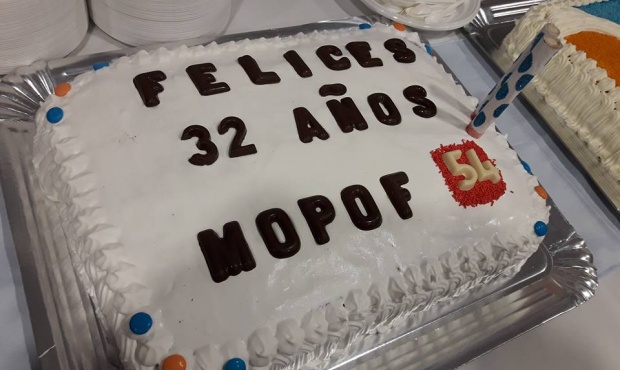 FELICES
32 AÑOS
54
MOPOF